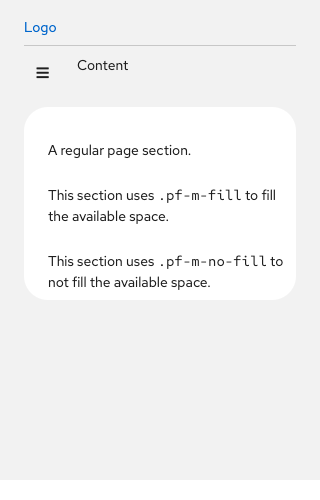 Logo
Content
A regular page section.
This section uses .pf-m-fill to fill
the available space.
This section uses .pf-m-no-fill to
not fill the available space.